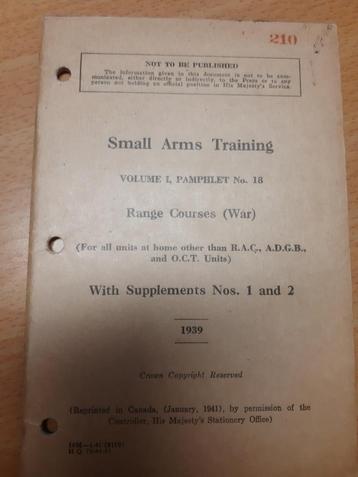 210
NOT TO BE PUBLISHED
The information given in this document is not to be com-
municated, either directly or indirectly, to the Press or to any
person not holding an official position in His Majesty's Service.
Small Arms Training
VOLUME I, PAMPHLET No. 18
Range Courses (War)
(For all units at home other than R.A.C., A.D.G.B.,
and O.C.T. Units)
With Supplements Nos. 1 and 2
1939
Crown Copyright Reserved
(Reprinted in Canada, (January, 1941), by permission of the
Controller, His Majesty's Stationery Office)
H.Q.